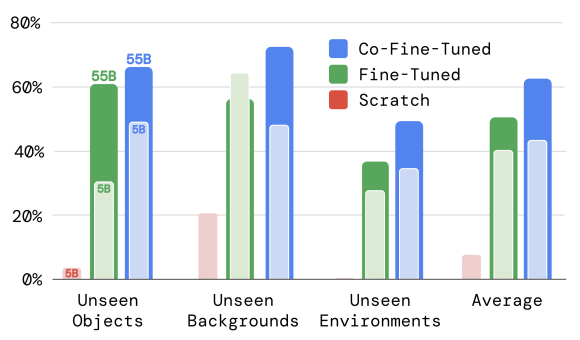 80%
60%
40%
20%
0%
Co-Fine-Tuned
Fine-Tuned
Scratch
55B
55B
5B
5B
5B
Unseen Objects
Unseen Backgrounds
Unseen Environments
Average